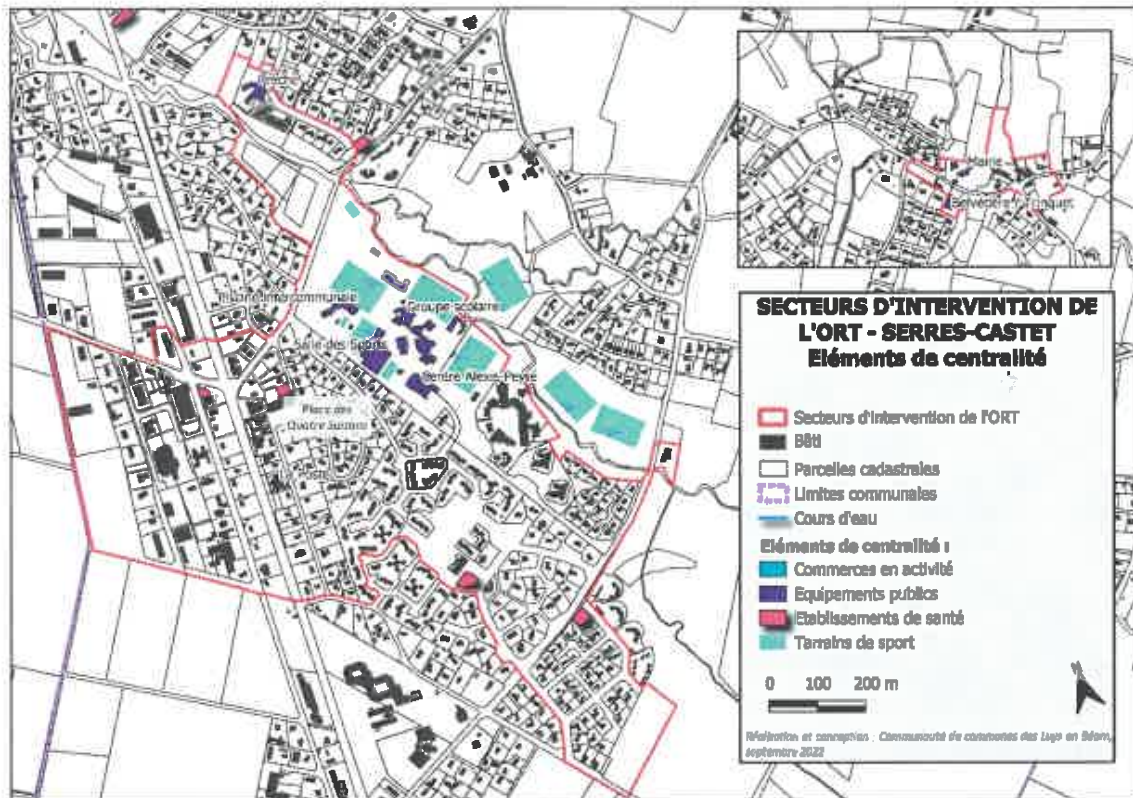 Mairie
Piscine Intercommunale
Groupe scolaire
Salle des Sports
Centre Alexis Peyre
Place des
Quatre Saisons
SECTEURS D'INTERVENTION DE
L'ORT - SERRES-CASTET
Eléments de centralité
Secteurs d'intervention de l'ORT
Bâti
Parcelles cadastrales
Limites communales
Cours d'eau
Eléments de centralité :
Commerces en activité
Equipements publics
Etablissements de santé
Terrains de sport
0 100 200 m
N
Réalisation et conception : Communauté de communes des Luys en Béarn,
septembre 2022